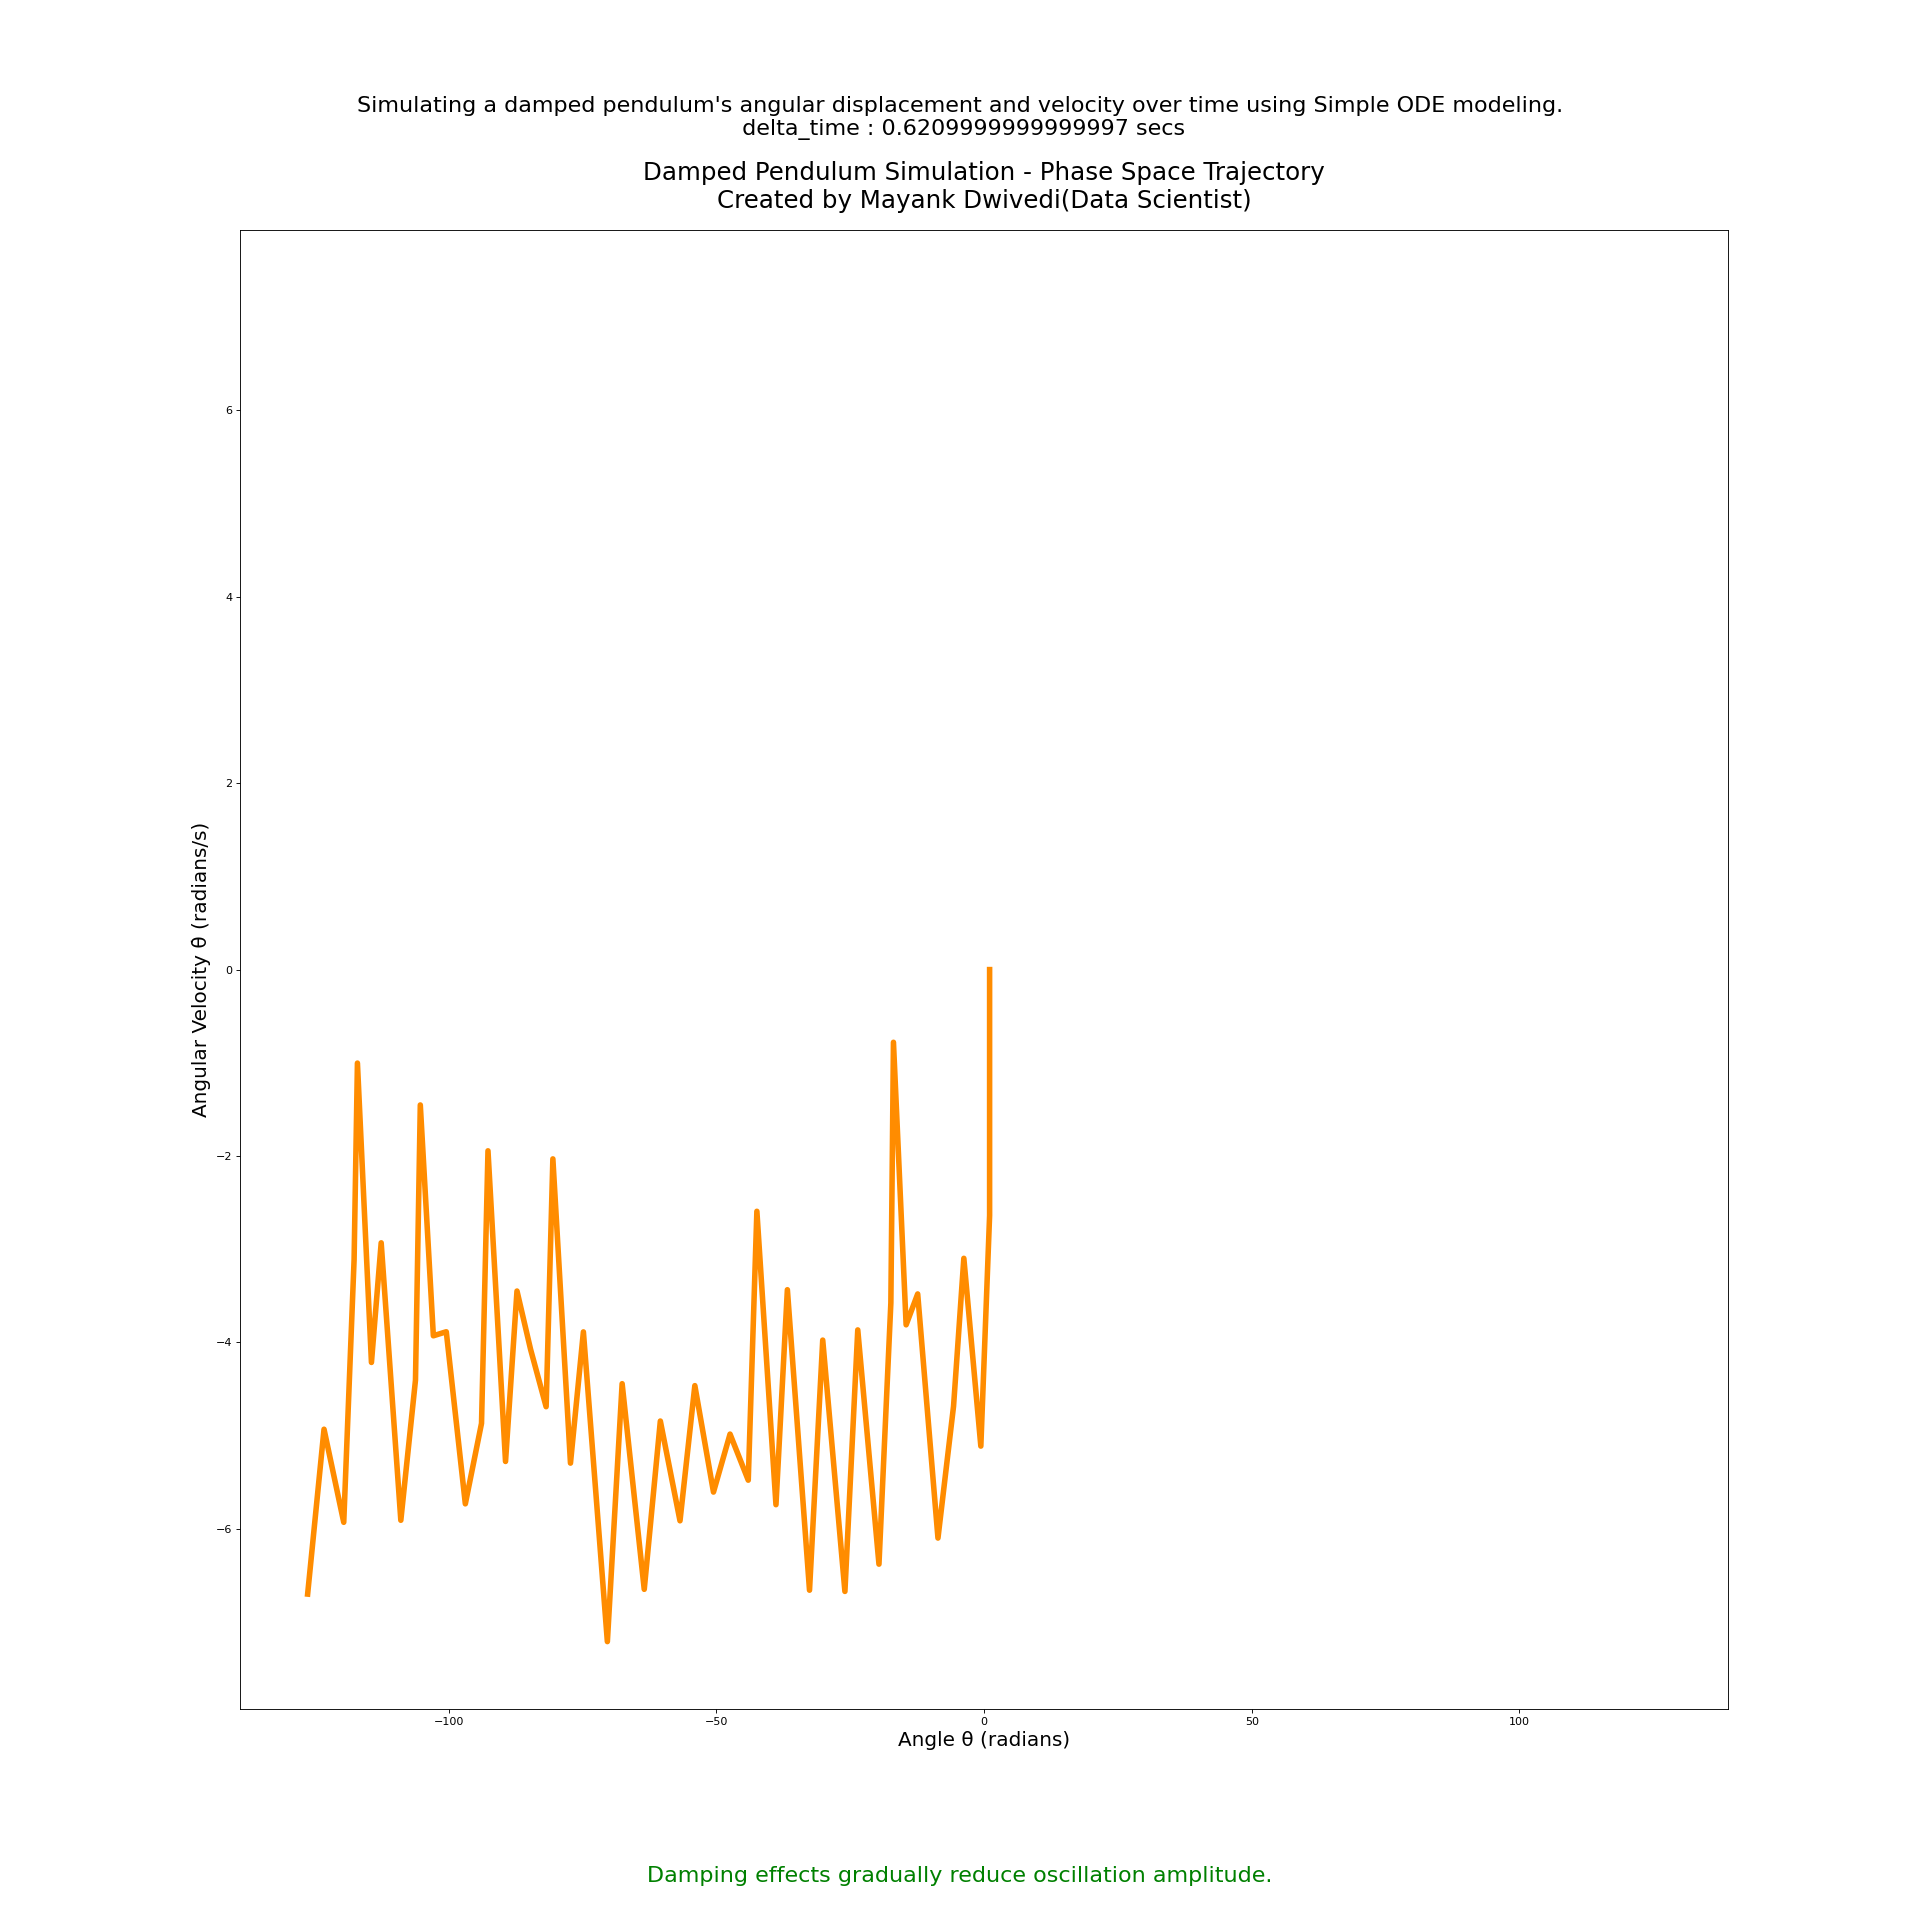 Simulating a damped pendulum's angular displacement and velocity over time using Simple ODE modeling.
delta_time : 0.6209999999999997 secs
Damped Pendulum Simulation - Phase Space Trajectory
Created by Mayank Dwivedi(Data Scientist)
Angular Velocity θ (radians/s)
6
4
2
0
−2
−4
−6
−100
−50
0
50
100
Angle θ (radians)
Damping effects gradually reduce oscillation amplitude.